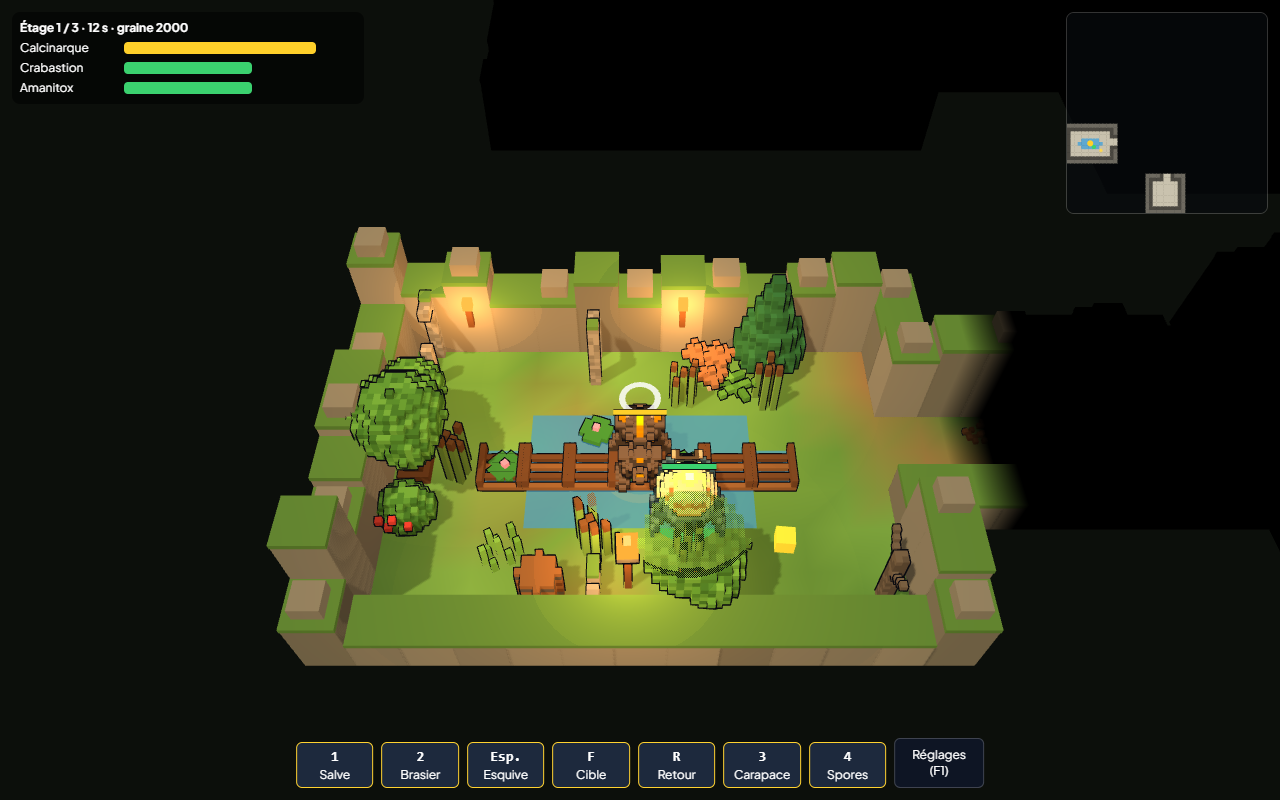 Étage 1 / 3 · 12 s · graine 2000
Calcinarque
Crabastion
Amanitox
1
Salve
2
Brasier
Esp.
Esquive
F
Cible
R
Retour
3
Carapace
4
Spores
Réglages
(F1)